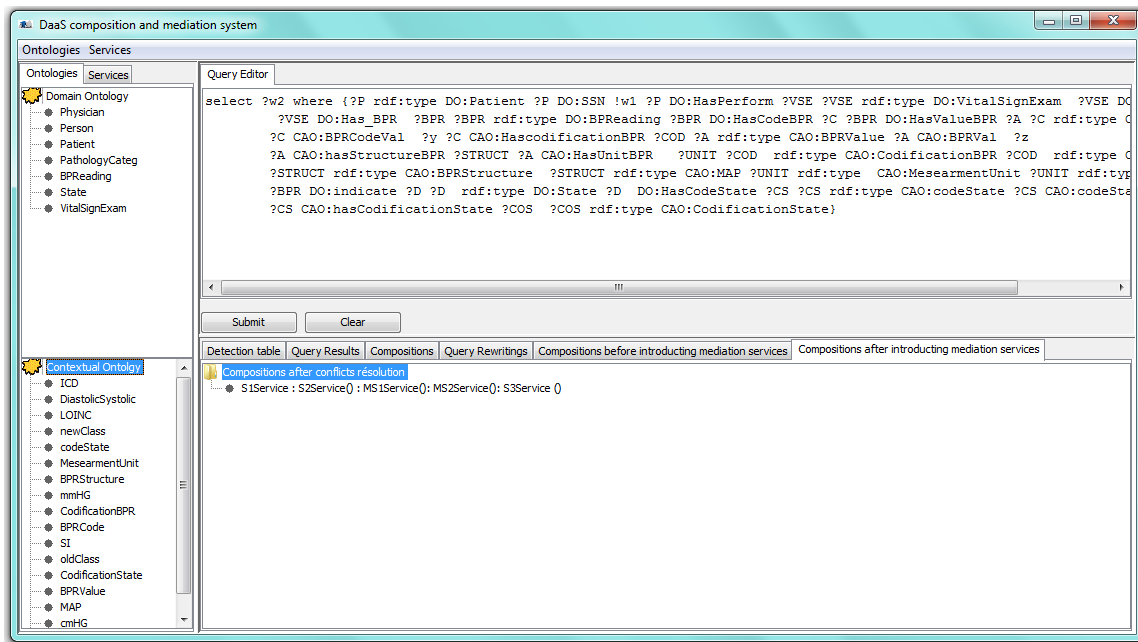 DaaS composition and mediation system
Ontologies Services
Ontologies Services
Domain Ontology
Physician
Person
Patient
PathologyCateg
BPReading
State
VitalSignExam
Contextual Ontolgy
ICD
DiastolicSystolic
LOINC
newClass
codeState
MesearmentUnit
BPRStructure
mmHG
CodificationBPR
BPRCode
SI
oldClass
CodificationState
BPRValue
MAP
cmHG
Query Editor
select ?w2 where {?P rdf:type DO:Patient ?P DO:SSN !w1 ?P DO:HasPerform ?VSE ?VSE rdf:type DO:VitalSignExam ?VSE DO
?VSE DO:Has_BPR ?BPR ?BPR rdf:type DO:BPReading ?BPR DO:HasCodeBPR ?C ?BPR DO:HasValueBPR ?A ?C rdf:type C
?C CAO:BPRCodeVal ?y ?C CAO:HascodificationBPR ?COD ?A rdf:type CAO:BPRValue ?A CAO:BPRVal ?z
?A CAO:hasStructureBPR ?STRUCT ?A CAO:HasUnitBPR ?UNIT ?COD rdf:type CAO:CodificationBPR ?COD rdf:type C
?STRUCT rdf:type CAO:BPRStructure ?STRUCT rdf:type CAO:MAP ?UNIT rdf:type CAO:MesearmentUnit ?UNIT rdf:typ
?BPR DO:indicate ?D ?D rdf:type DO:State ?D DO:HasCodeState ?CS ?CS rdf:type CAO:codeState ?CS CAO:codeSta
?CS CAO:hasCodificationState ?COS ?COS rdf:type CAO:CodificationState}
Submit Clear
Detection table Query Results Compositions Query Rewritings Compositions before introducting mediation services Compositions after introducting mediation services
Compositions after conflicts résolution
S1Service : S2Service() : MS1Service(): MS2Service(): S3Service ()